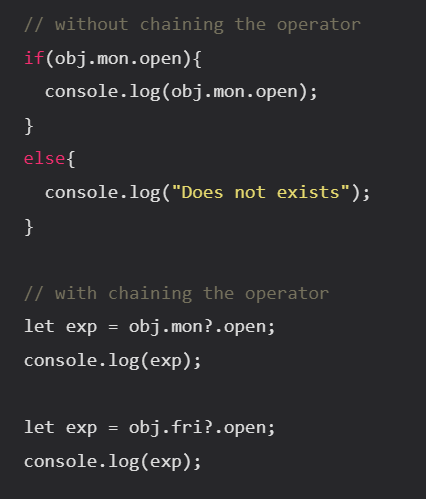 // without chaining the operator
if(obj.mon.open){
  console.log(obj.mon.open);
}
else{
  console.log("Does not exists");
}

// with chaining the operator
let exp = obj.mon?.open;
console.log(exp);

let exp = obj.fri?.open;
console.log(exp);